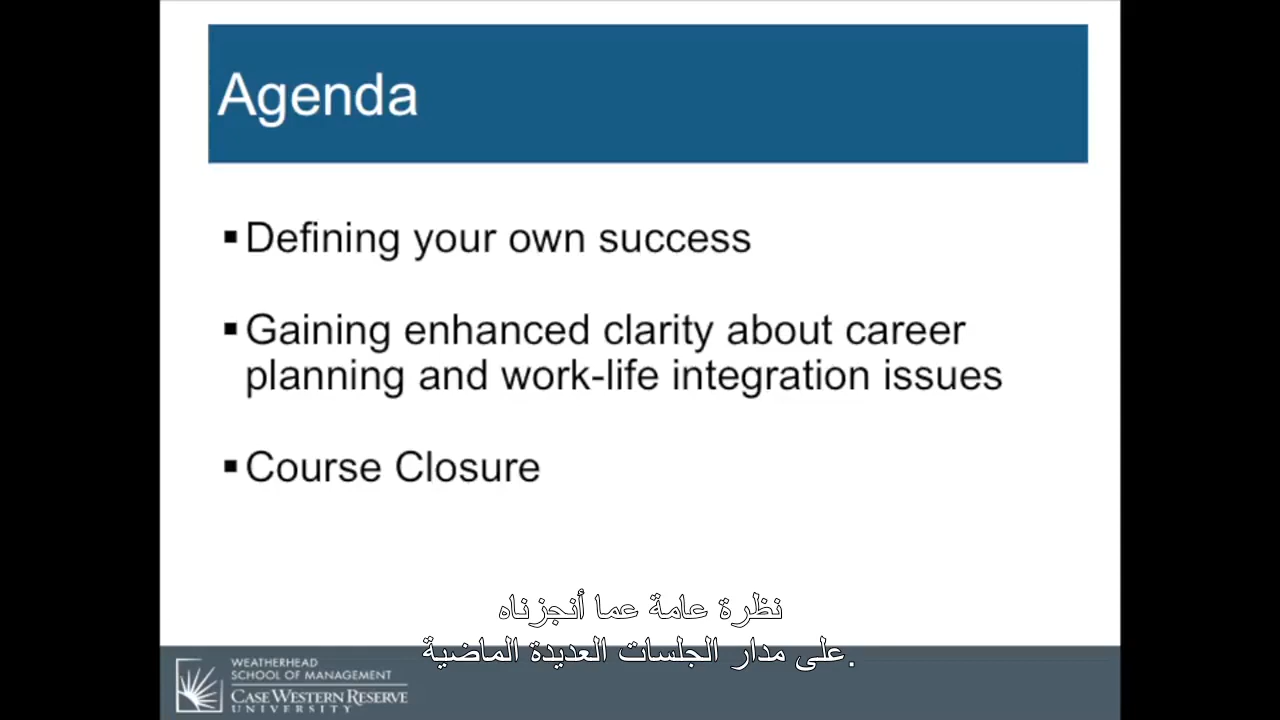 Agenda
▪ Defining your own success
▪ Gaining enhanced clarity about career
planning and work-life integration issues
▪ Course Closure
نظرة عامة عما أنجزناه
على مدار الجلسات العديدة الماضية.
WEATHERHEAD
SCHOOL OF MANAGEMENT
CASE WESTERN RESERVE
UNIVERSITY